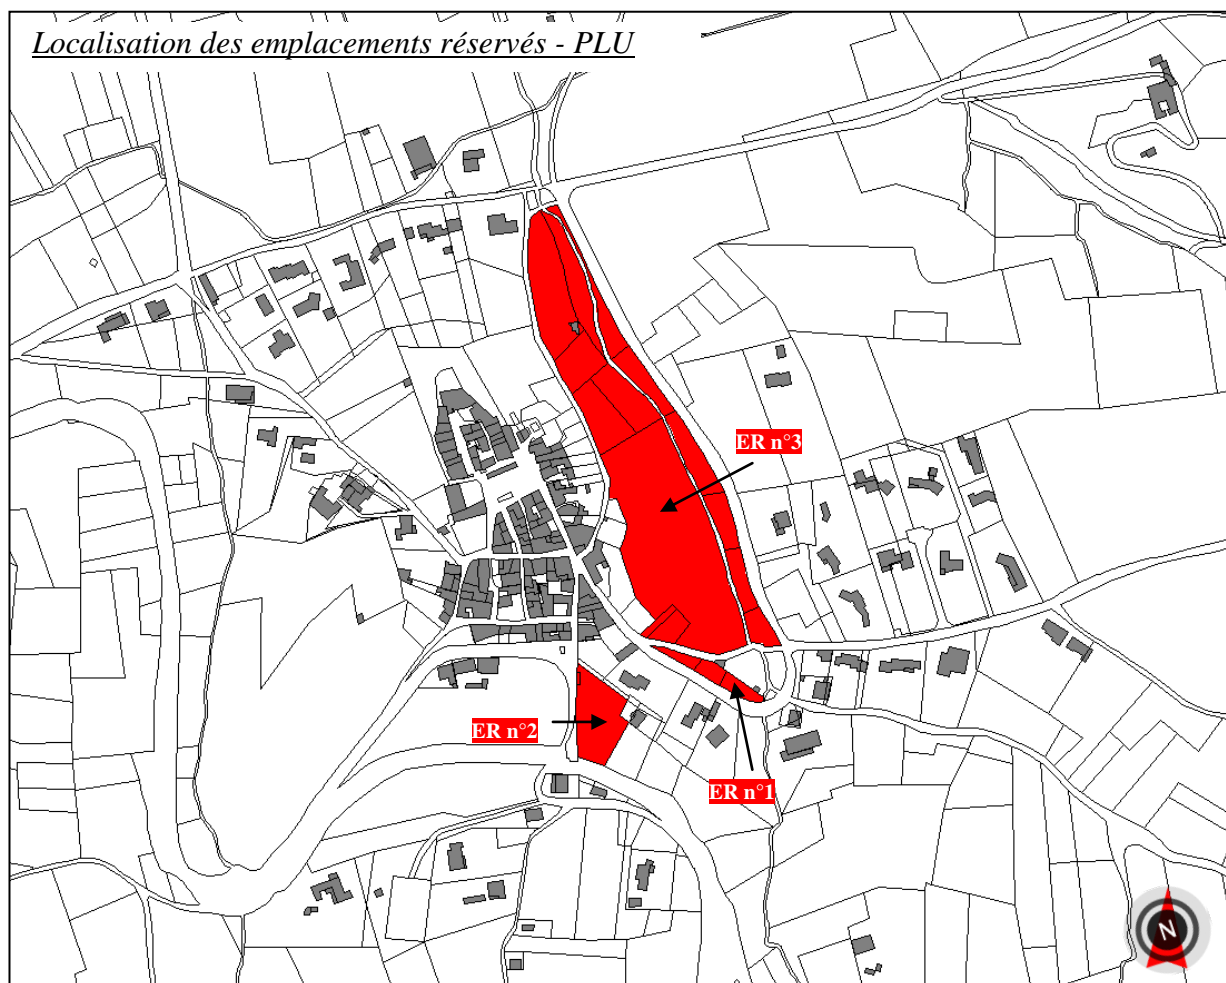 Localisation des emplacements réservés - PLU
ER n°3
ER n°2
ER n°1
N